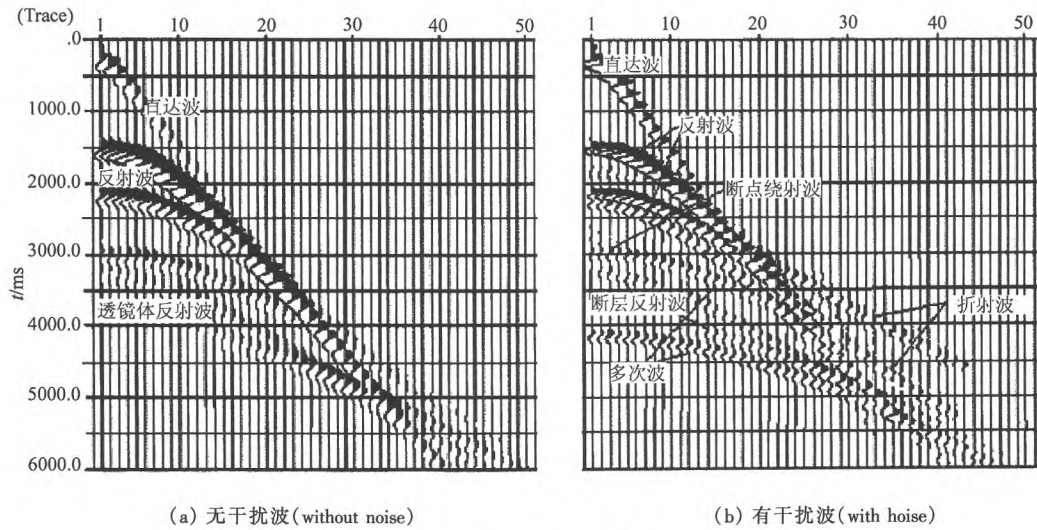 (Trace)
1 10 20 30 40 50
1 10 20 30 40 50
.0
1000.0
2000.0
3000.0
4000.0
5000.0
6000.0
t/ms
直达波
反射波
透镜体反射波
直达波
反射波
断点绕射波
断层反射波
折射波
多次波
(a) 无干扰波(without noise)
(b) 有干扰波(with hoise)